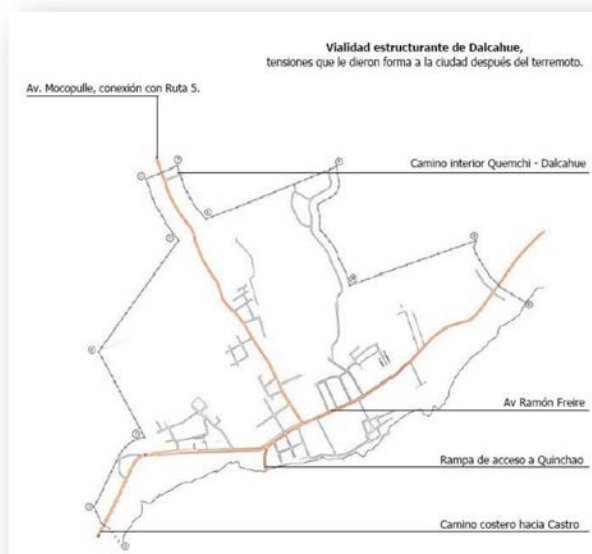 Vialidad estructurante de Dalcahue,
tensiones que le dieron forma a la ciudad después del terremoto.
Av. Mocopulle, conexión con Ruta 5.
Camino interior Quemchi - Dalcahue
Av Ramón Freire
Rampa de acceso a Quinchao
Camino costero hacia Castro